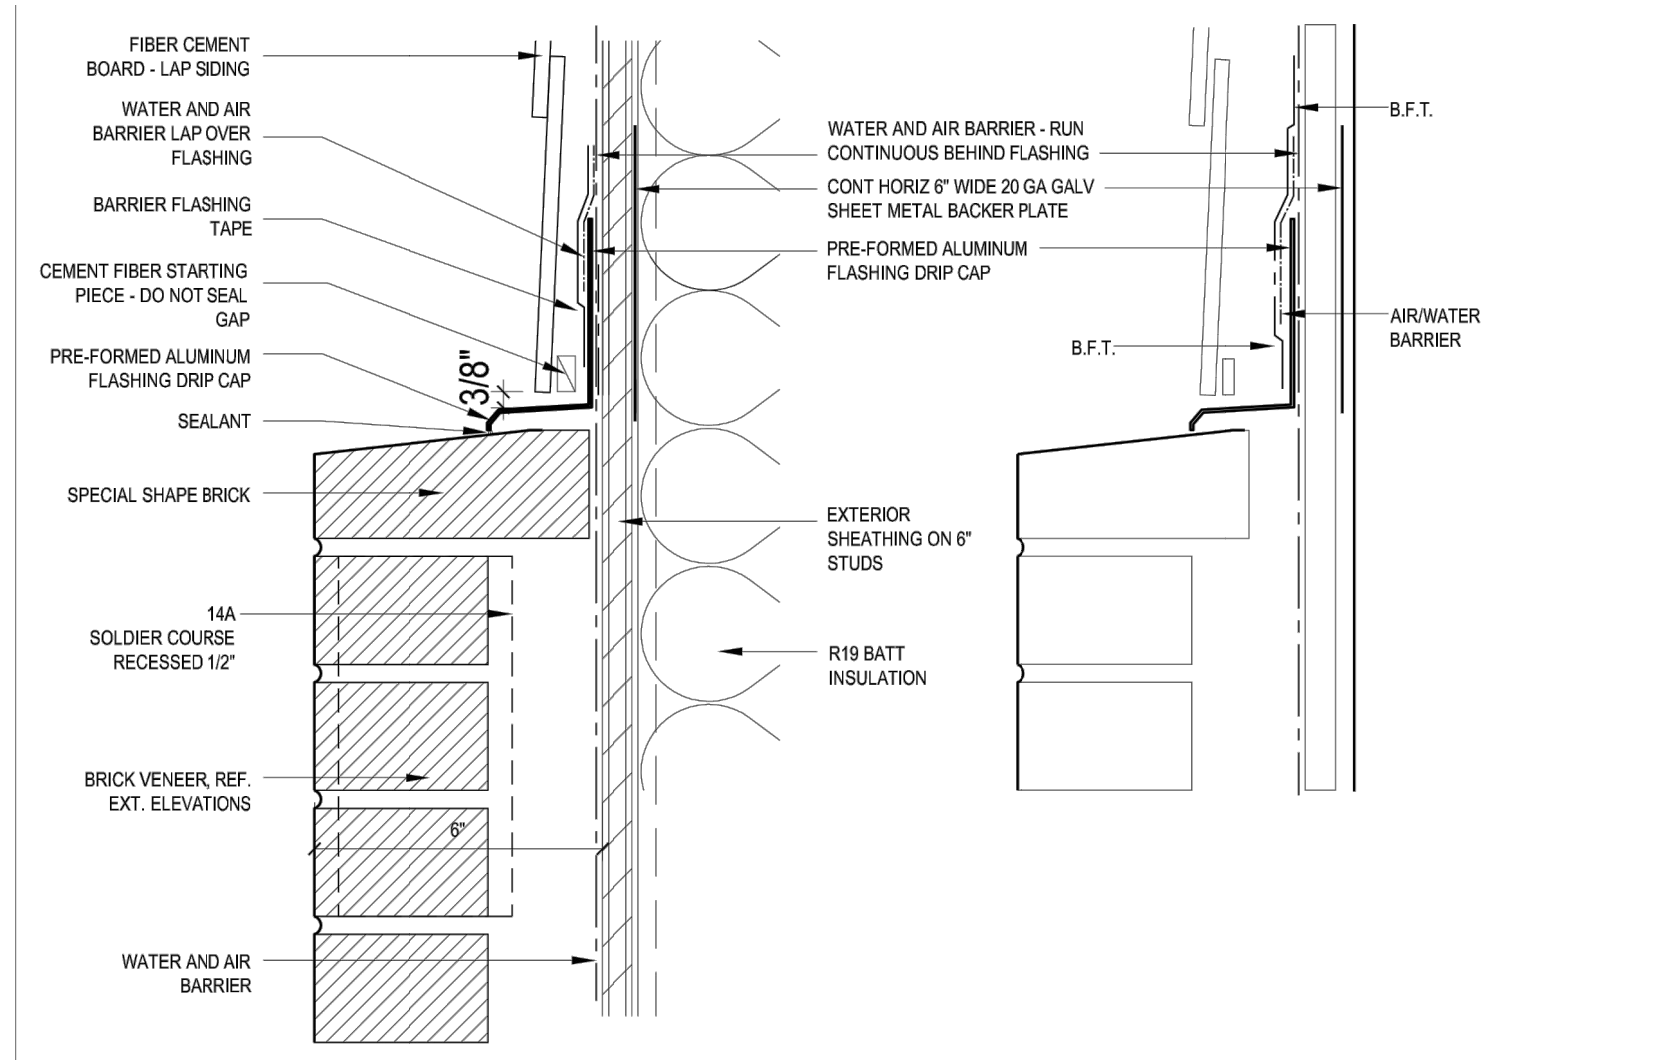 FIBER CEMENT
BOARD - LAP SIDING
WATER AND AIR
BARRIER LAP OVER
FLASHING
BARRIER FLASHING
TAPE
CEMENT FIBER STARTING
PIECE - DO NOT SEAL
GAP
PRE-FORMED ALUMINUM
FLASHING DRIP CAP
SEALANT
SPECIAL SHAPE BRICK
14A
SOLDIER COURSE
RECESSED 1/2"
BRICK VENEER, REF.
EXT. ELEVATIONS
WATER AND AIR
BARRIER
3/8"
6"
WATER AND AIR BARRIER - RUN
CONTINUOUS BEHIND FLASHING
CONT HORIZ 6" WIDE 20 GA GALV
SHEET METAL BACKER PLATE
PRE-FORMED ALUMINUM
FLASHING DRIP CAP
EXTERIOR
SHEATHING ON 6"
STUDS
R19 BATT
INSULATION
B.F.T.
AIR/WATER
BARRIER
B.F.T.